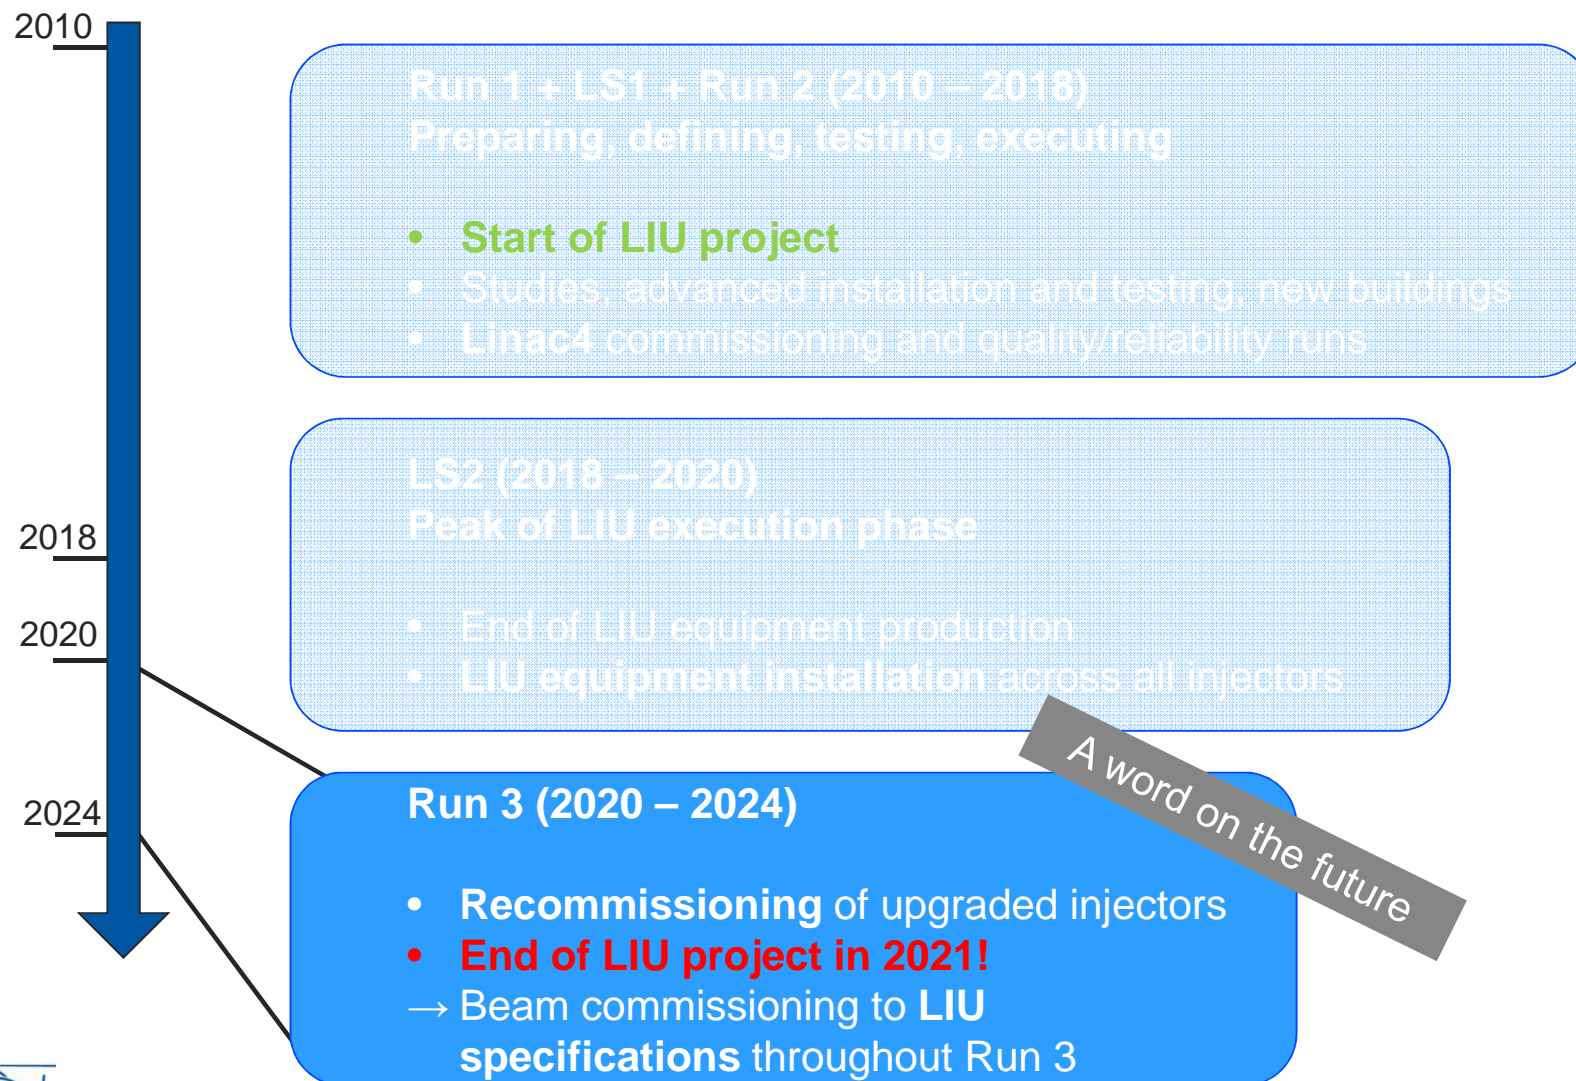 2010
Run 1 + LS1 + Run 2 (2010 – 2018)
Preparing, defining, testing, executing
• Start of LIU project
• Studies, advanced installation and testing, new buildings
• Linac4 commissioning and quality/reliability runs
LS2 (2018 – 2020)
Peak of LIU execution phase
2018
2020
• End of LIU equipment production
• LIU equipment installation across all injectors
A word on the future
2024
Run 3 (2020 – 2024)
• Recommissioning of upgraded injectors
• End of LIU project in 2021!
→ Beam commissioning to LIU
specifications throughout Run 3